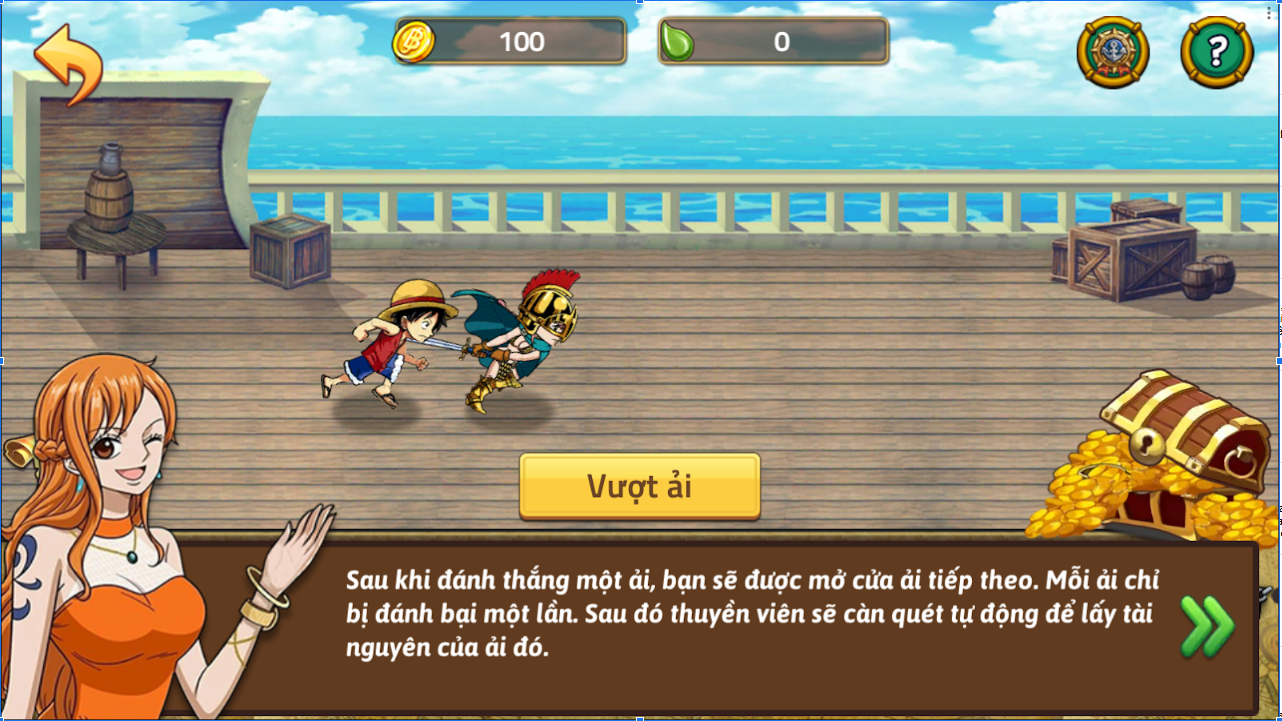 100
0
?
Vượt ải
Sau khi đánh thắng một ải, bạn sẽ được mở cửa ải tiếp theo. Mỗi ải chỉ
bị đánh bại một lần. Sau đó thuyền viên sẽ càn quét tự động để lấy tài
nguyên của ải đó.